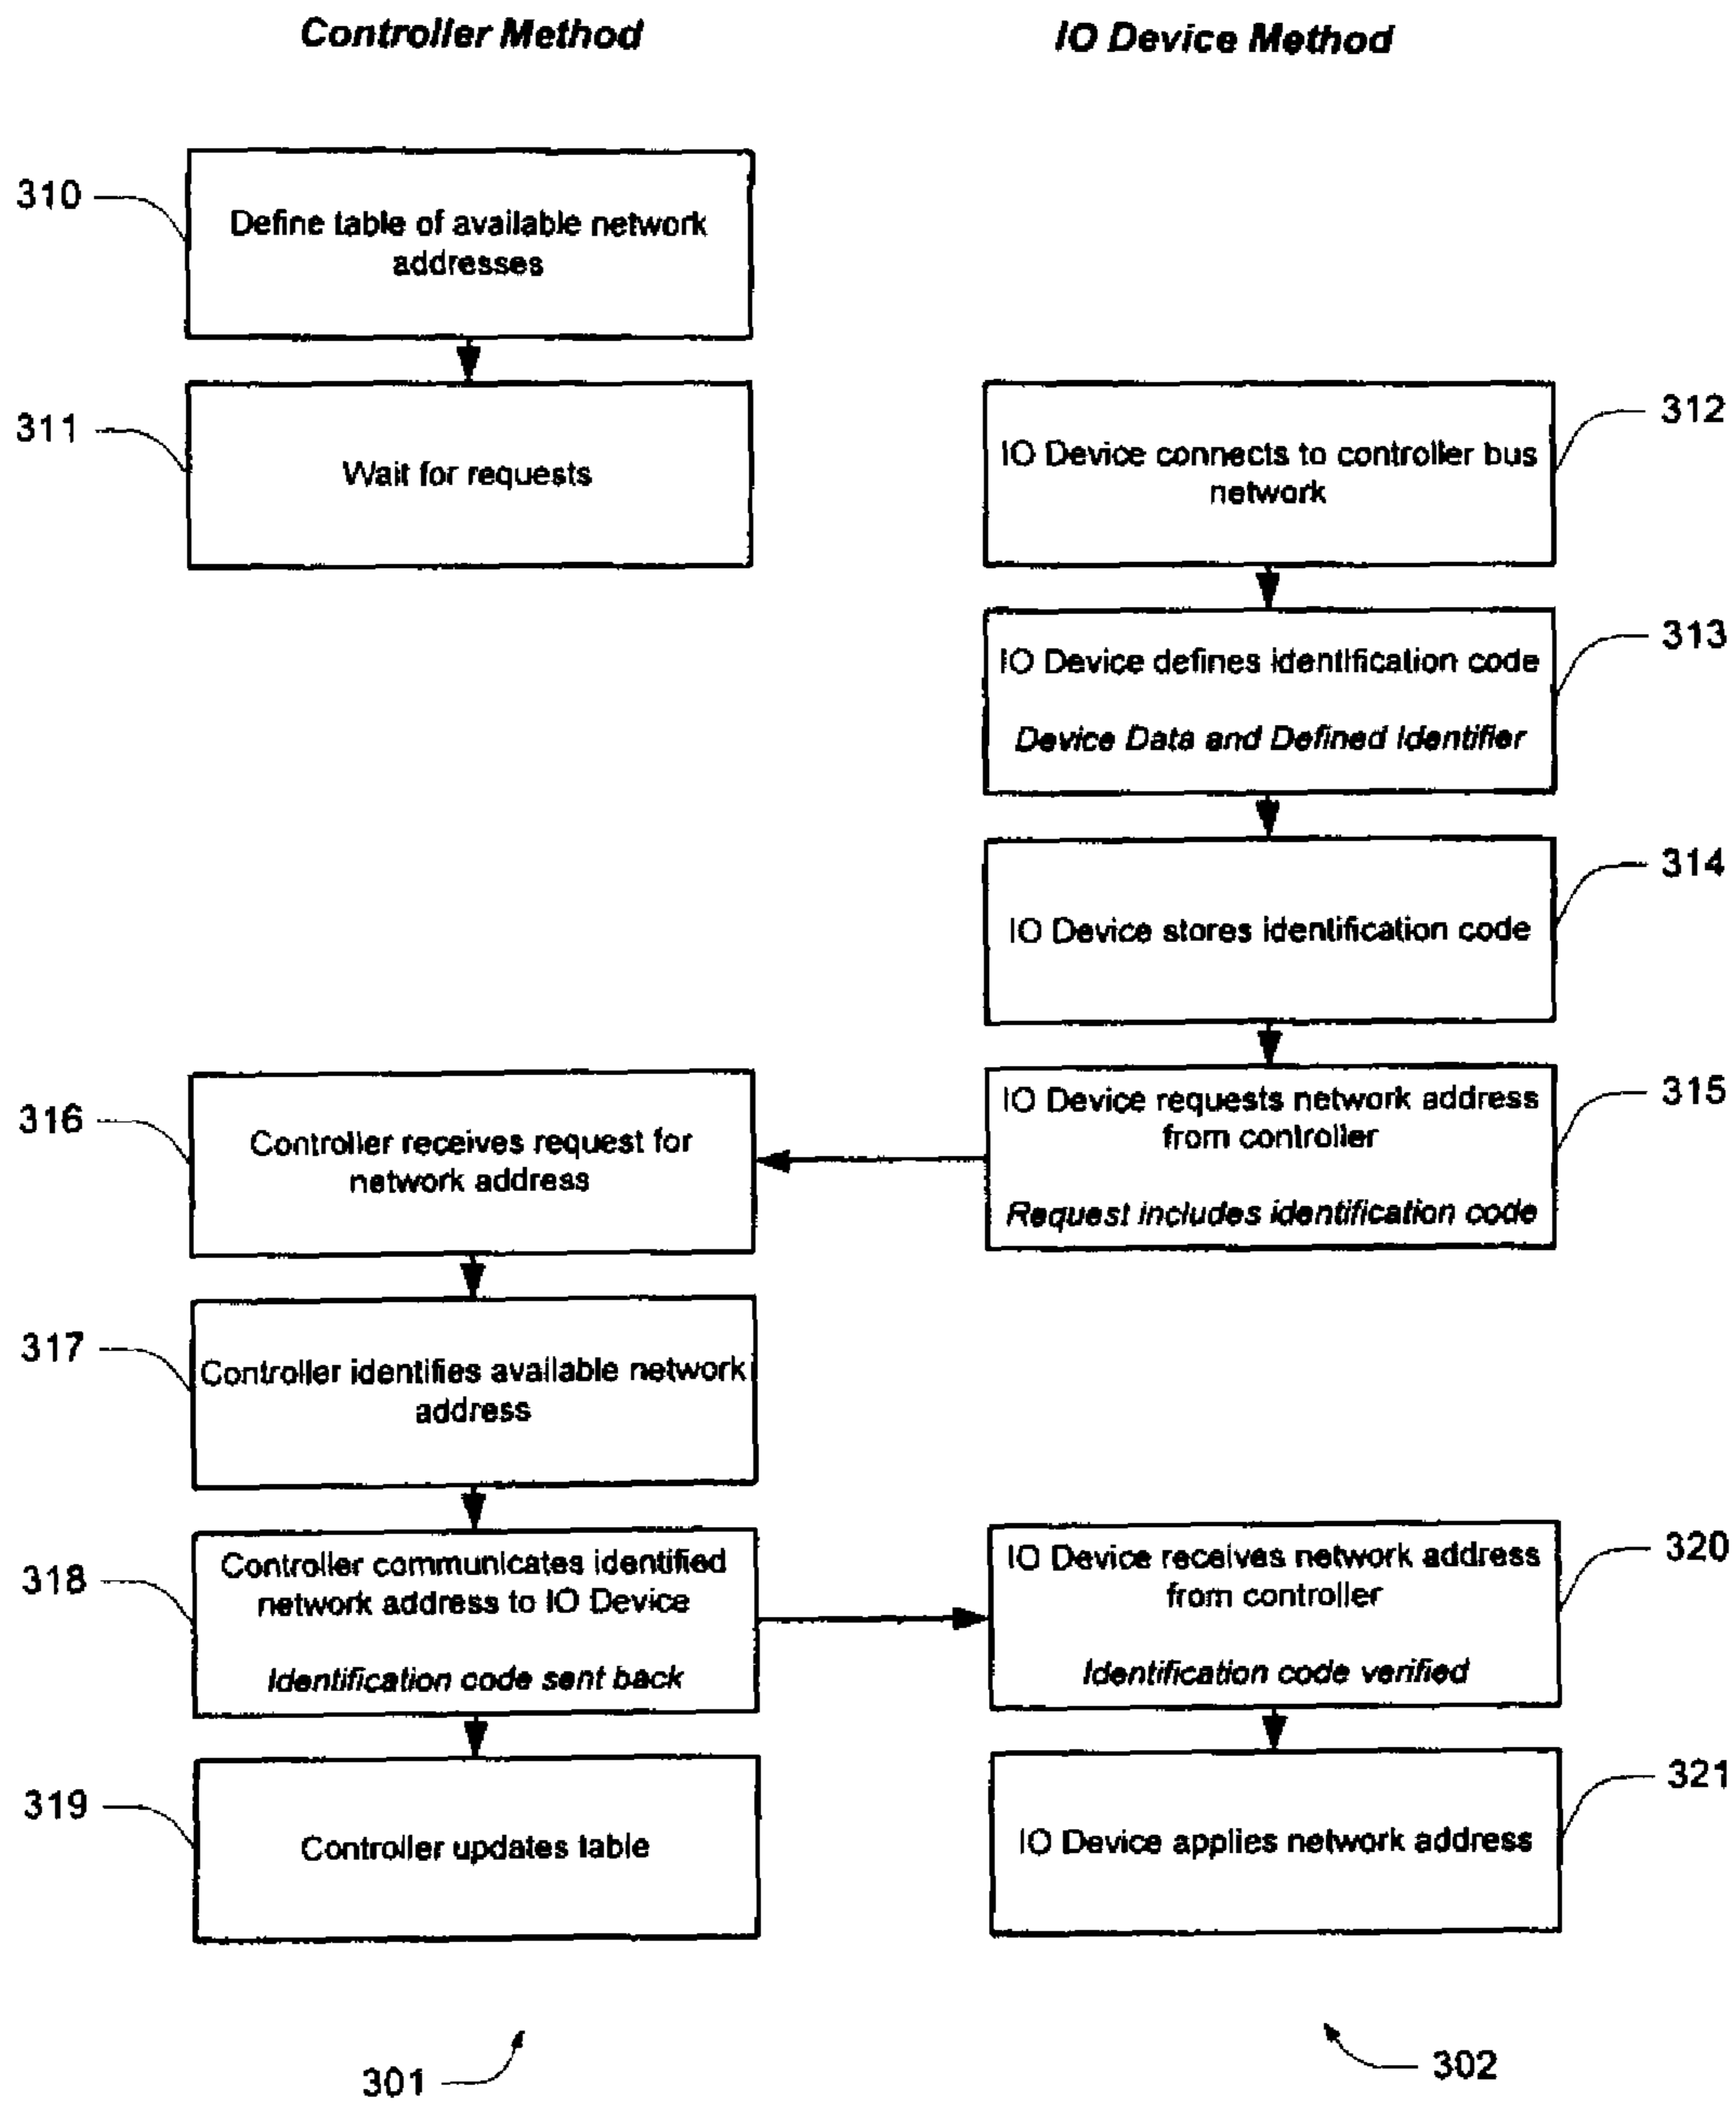 Controller Method
IO Device Method
310
Define table of available network
addresses
311
Wait for requests
312
IO Device connects to controller bus
network
313
IO Device defines identification code
Device Data and Defined Identifier
314
IO Device stores identification code
315
IO Device requests network address
from controller
Request includes identification code
316
Controller receives request for
network address
317
Controller identifies available network
address
318
Controller communicates identified
network address to IO Device
Identification code sent back
320
IO Device receives network address
from controller
Identification code verified
319
Controller updates table
321
IO Device applies network address
301
302